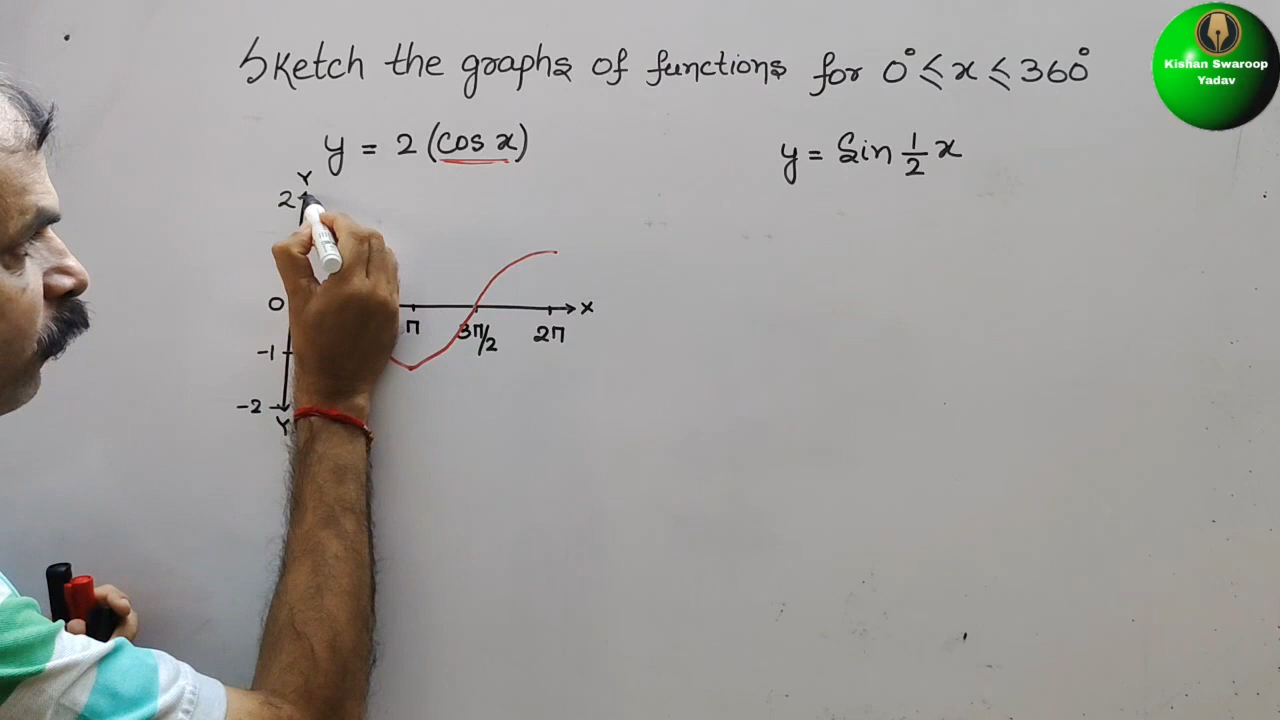 Sketch the graphs of functions for 0° ≤ x ≤ 360°
y = 2 (cos x)
y = Sin 1/2 x
Y
2
0
-1
-2
Y
π
3π/2
2π
X
Kishan Swaroop
Yadav